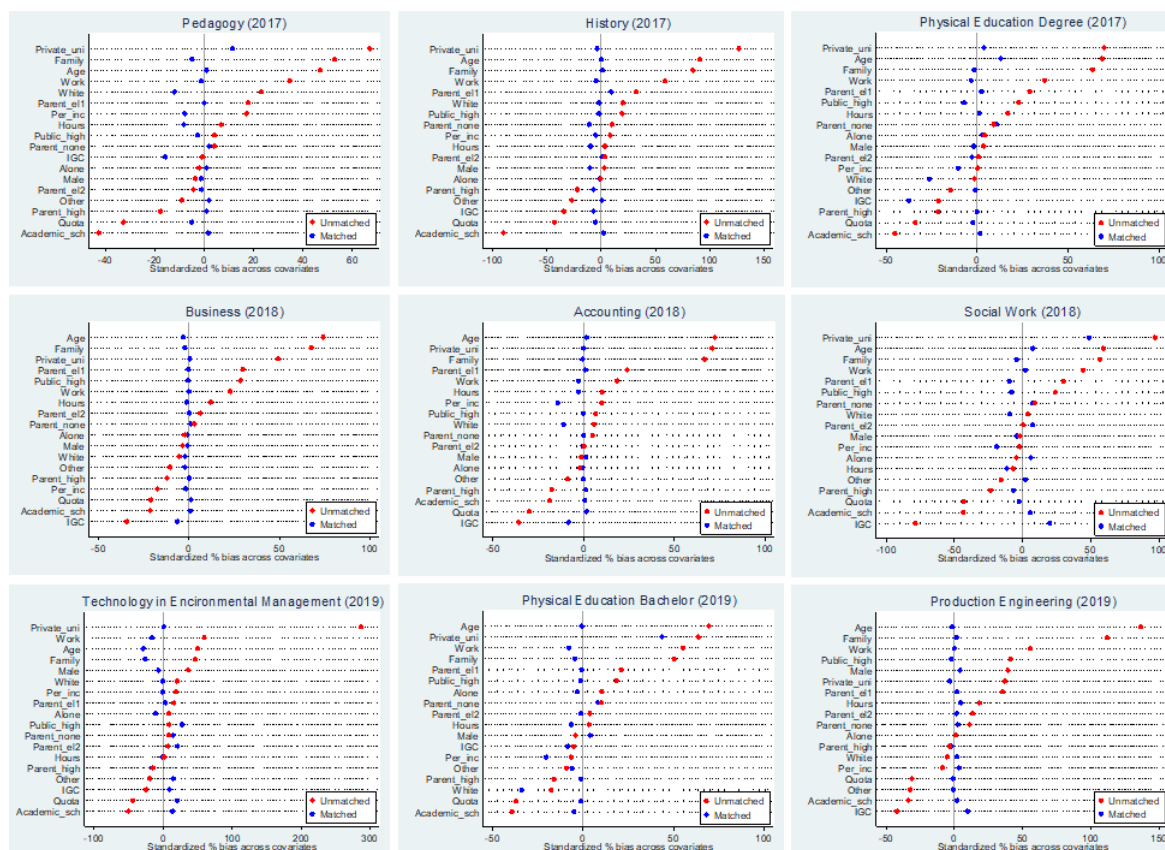 Pedagogy (2017)
Private_uni
Family
Age
Work
White
Parent_el1
Per_inc
Hours
Public_high
Parent_none
IGC
Alone
Male
Parent_el2
Other
Parent_high
Quota
Academic_sch
Unmatched
Matched
-40 -20 0 20 40 60
Standardized % bias across covariates
History (2017)
Private_uni
Age
Family
Work
Parent_el1
White
Public_high
Parent_none
Per_inc
Hours
Parent_el2
Male
Alone
Parent_high
Other
IGC
Quota
Academic_sch
Unmatched
Matched
-100 -50 0 50 100 150
Standardized % bias across covariates
Physical Education Degree (2017)
Private_uni
Age
Family
Work
Parent_el1
Public_high
Hours
Parent_none
Alone
Male
Parent_el2
Per_inc
White
Other
IGC
Parent_high
Quota
Academic_sch
Unmatched
Matched
-50 0 50 100
Standardized % bias across covariates
Business (2018)
Age
Family
Private_uni
Parent_el1
Public_high
Work
Hours
Parent_el2
Parent_none
Alone
Male
White
Other
Parent_high
Per_inc
Quota
Academic_sch
IGC
Unmatched
Matched
-50 0 50 100
Standardized % bias across covariates
Accounting (2018)
Age
Private_uni
Family
Parent_el1
Work
Hours
Per_inc
Public_high
White
Parent_none
Parent_el2
Male
Alone
Other
Parent_high
Academic_sch
Quota
IGC
Unmatched
Matched
-50 0 50 100
Standardized % bias across covariates
Social Work (2018)
Private_uni
Age
Family
Work
Parent_el1
Public_high
Parent_none
White
Parent_el2
Male
Per_inc
Alone
Hours
Other
Parent_high
Quota
Academic_sch
IGC
Unmatched
Matched
-100 -50 0 50 100
Standardized % bias across covariates
Technology in Encironmental Management (2019)
Private_uni
Work
Age
Family
Male
White
Per_inc
Parent_el1
Alone
Public_high
Parent_none
Parent_el2
Hours
Parent_high
Other
IGC
Quota
Academic_sch
Unmatched
Matched
-100 0 100 200 300
Standardized % bias across covariates
Physical Education Bachelor (2019)
Age
Private_uni
Work
Family
Parent_el1
Public_high
Alone
Parent_none
Parent_el2
Hours
Male
IGC
Per_inc
Other
Parent_high
White
Quota
Academic_sch
Unmatched
Matched
-50 0 50 100
Standardized % bias across covariates
Production Engineering (2019)
Age
Family
Work
Public_high
Male
Private_uni
Parent_el1
Hours
Parent_el2
Parent_none
Alone
Parent_high
White
Per_inc
Quota
Other
Academic_sch
IGC
Unmatched
Matched
-50 0 50 100 150
Standardized % bias across covariates